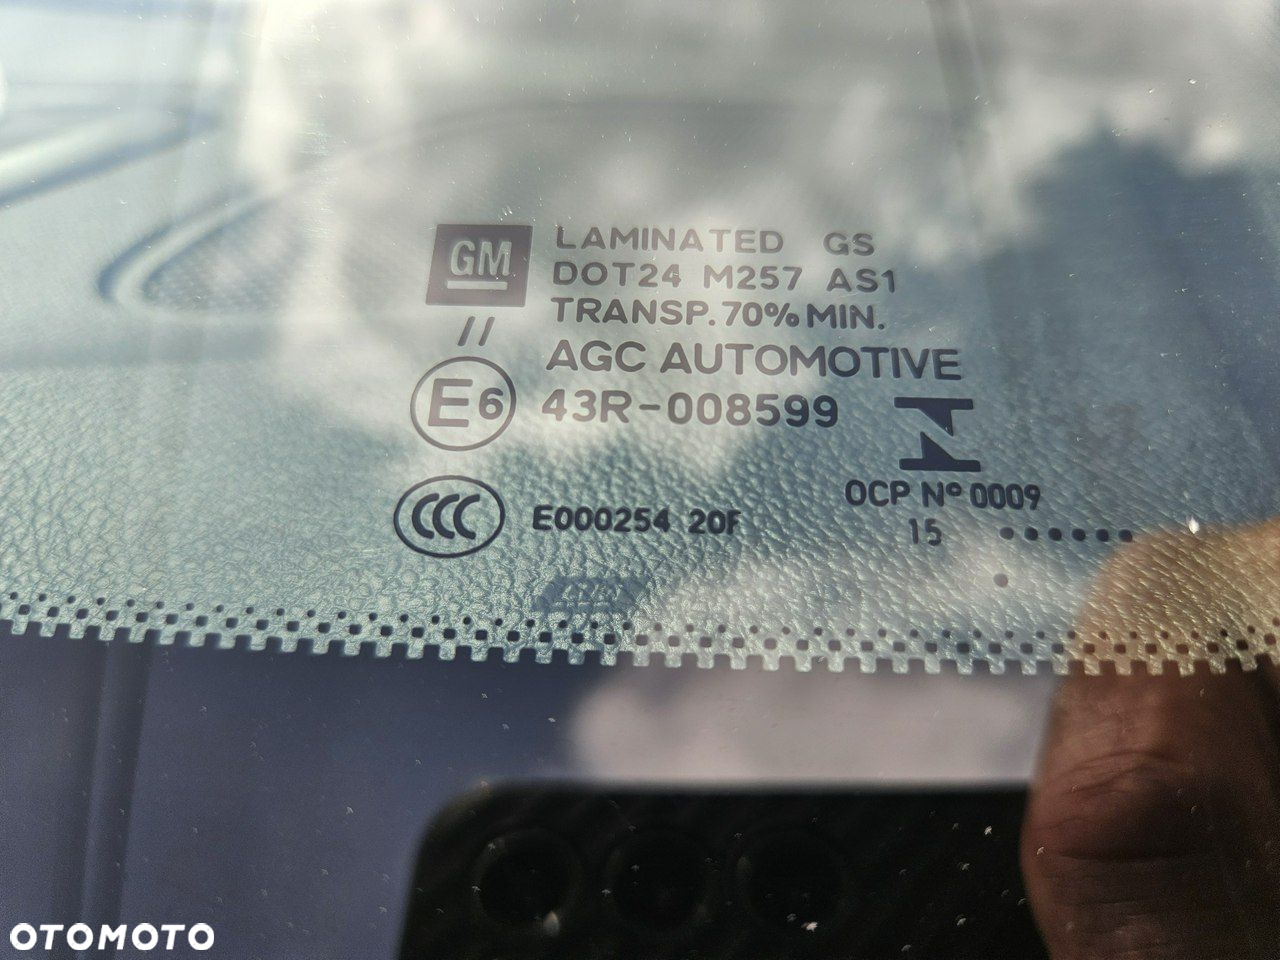 GM
LAMINATED GS
DOT24 M257 AS1
TRANSP. 70% MIN.
//
AGC AUTOMOTIVE
E6 43R-008599
CCC E000254 20F
OCP Nº 0009
15 ......
.
OTOMOTO